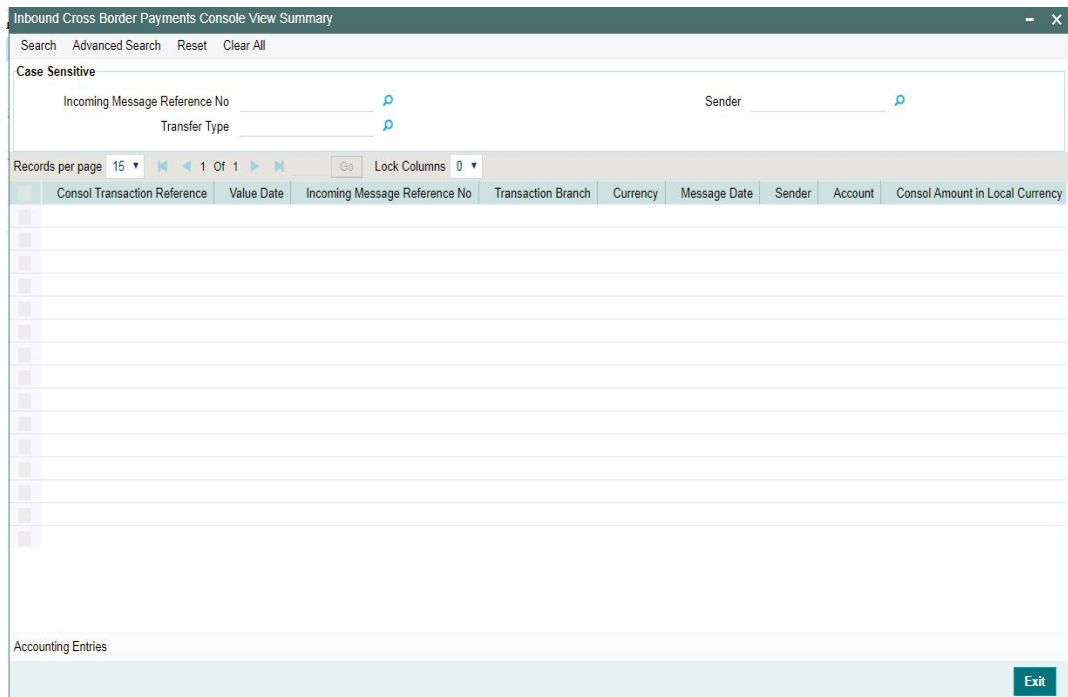 Inbound Cross Border Payments Console View Summary
Search Advanced Search Reset Clear All
Case Sensitive
Incoming Message Reference No Sender
Transfer Type
Records per page 15 1 Of 1 Go Lock Columns 0
Consol Transaction Reference Value Date Incoming Message Reference No Transaction Branch Currency Message Date Sender Account Consol Amount in Local Currency
Accounting Entries
Exit